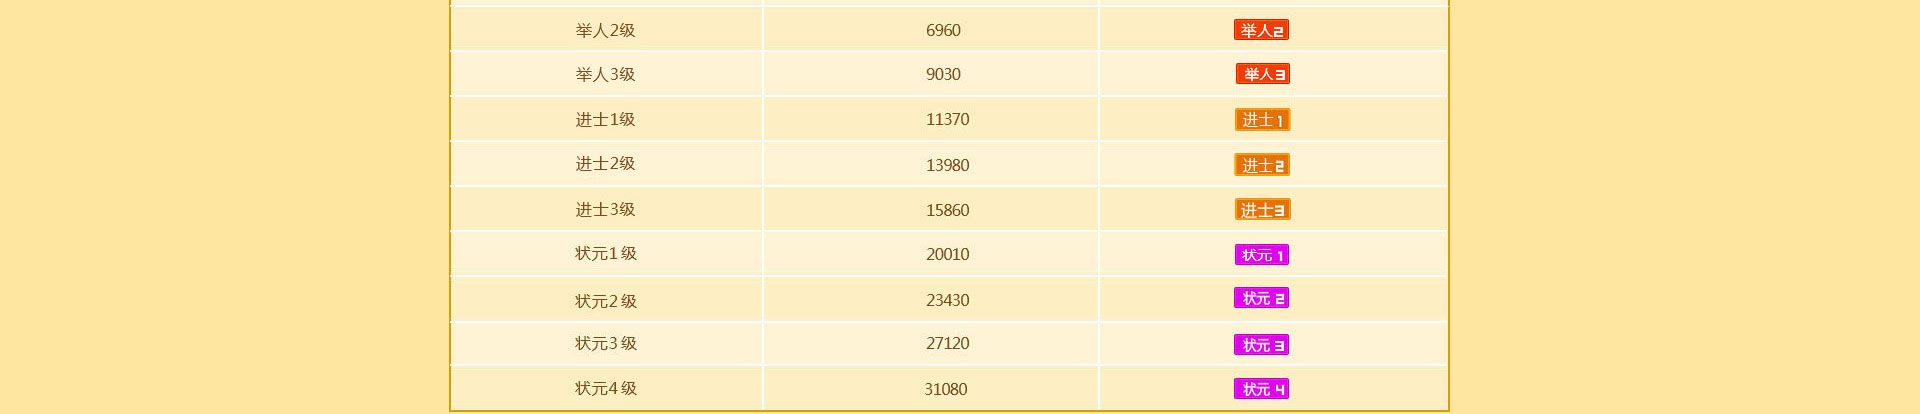 举人2级 6960 举人2
举人3级 9030 举人3
进士1级 11370 进士1
进士2级 13980 进士2
进士3级 15860 进士3
状元1 级 20010 状元 1
状元2 级 23430 状元 2
状元3 级 27120 状元 3
状元4 级 31080 状元 4